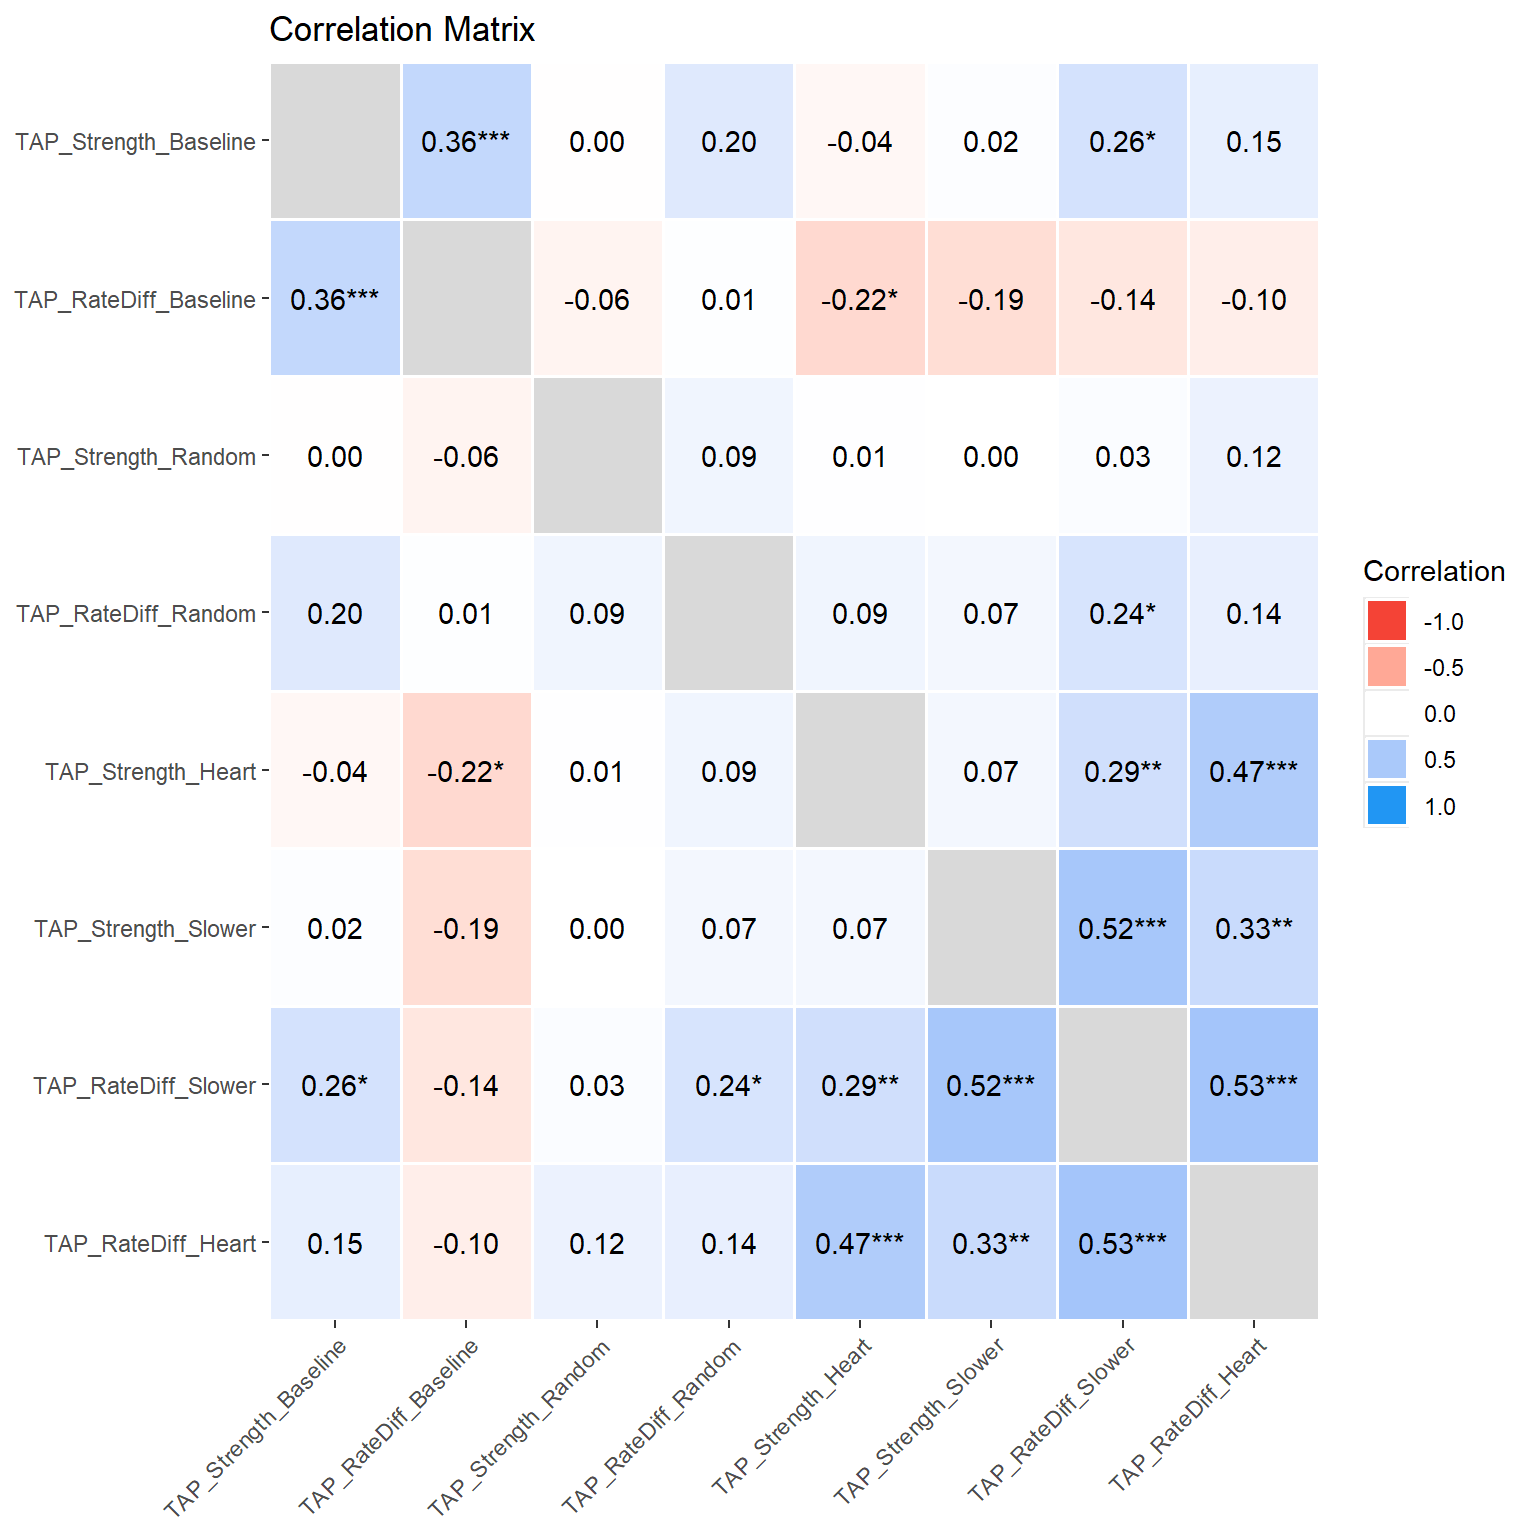 Correlation Matrix
TAP_Strength_Baseline 0.36*** 0.00 0.20 -0.04 0.02 0.26* 0.15
TAP_RateDiff_Baseline 0.36*** -0.06 0.01 -0.22* -0.19 -0.14 -0.10
TAP_Strength_Random 0.00 -0.06 0.09 0.01 0.00 0.03 0.12
TAP_RateDiff_Random 0.20 0.01 0.09 0.09 0.07 0.24* 0.14
TAP_Strength_Heart -0.04 -0.22* 0.01 0.09 0.07 0.29** 0.47***
TAP_Strength_Slower 0.02 -0.19 0.00 0.07 0.07 0.52*** 0.33**
TAP_RateDiff_Slower 0.26* -0.14 0.03 0.24* 0.29** 0.52*** 0.53***
TAP_RateDiff_Heart 0.15 -0.10 0.12 0.14 0.47*** 0.33** 0.53***
TAP_Strength_Baseline
TAP_RateDiff_Baseline
TAP_Strength_Random
TAP_RateDiff_Random
TAP_Strength_Heart
TAP_Strength_Slower
TAP_RateDiff_Slower
TAP_RateDiff_Heart
Correlation
-1.0
-0.5
0.0
0.5
1.0